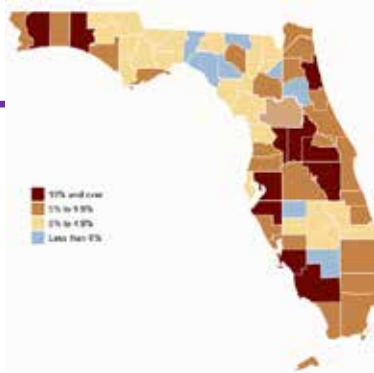 10% and over
5% to 9.9%
0% to 4.9%
Less than 0%